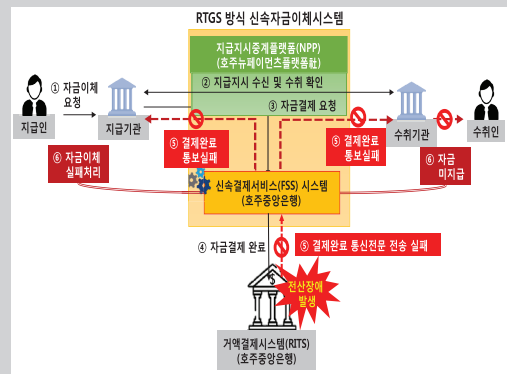 RTGS 방식 신속자금이체시스템
지급지시중계플랫폼(NPP)
(호주뉴페이먼츠플랫폼社)
② 지급지시 수신 및 수취 확인
① 자금이체
요청
③ 자금결제 요청
지급인
지급기관
수취기관
수취인
⑤ 결제완료
통보실패
⑤ 결제완료
통보실패
⑥ 자금이체
실패처리
⑥ 자금
미지급
신속결제서비스(FSS) 시스템
(호주중앙은행)
④ 자금결제 완료
⑤ 결제완료 통신전문 전송 실패
전산장애
발생
거액결제시스템(RITS)
(호주중앙은행)